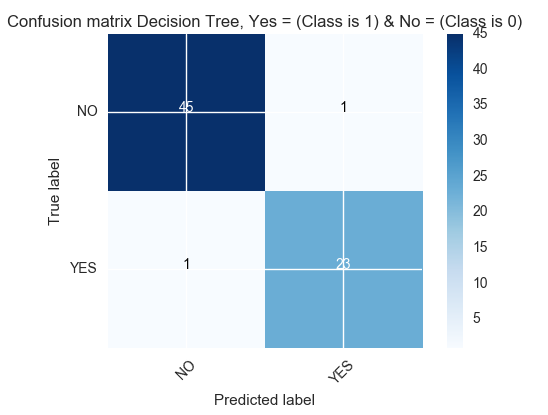 Confusion matrix Decision Tree, Yes = (Class is 1) & No = (Class is 0)
True label
NO
YES
45
1
1
23
NO
YES
Predicted label
45
40
35
30
25
20
15
10
5